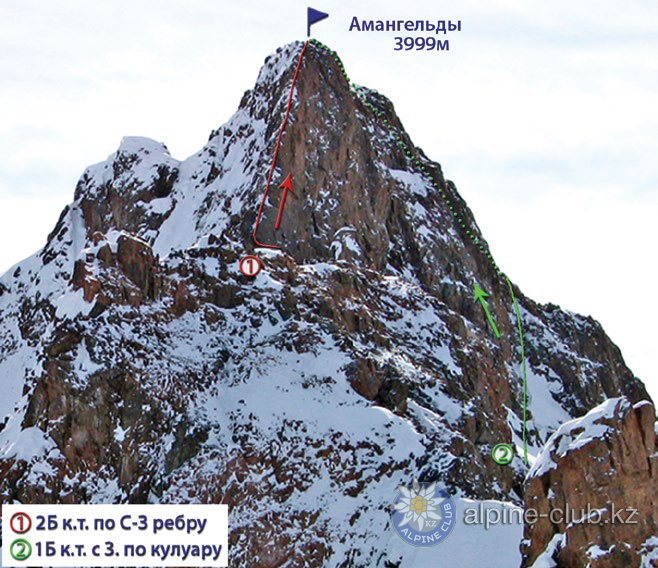 Амангельды
3999м
1
2
1 2Б к.т. по С-З ребру
2 1Б к.т. с З. по кулуару
KZ
ALPINE CLUB
alpine-club.kz